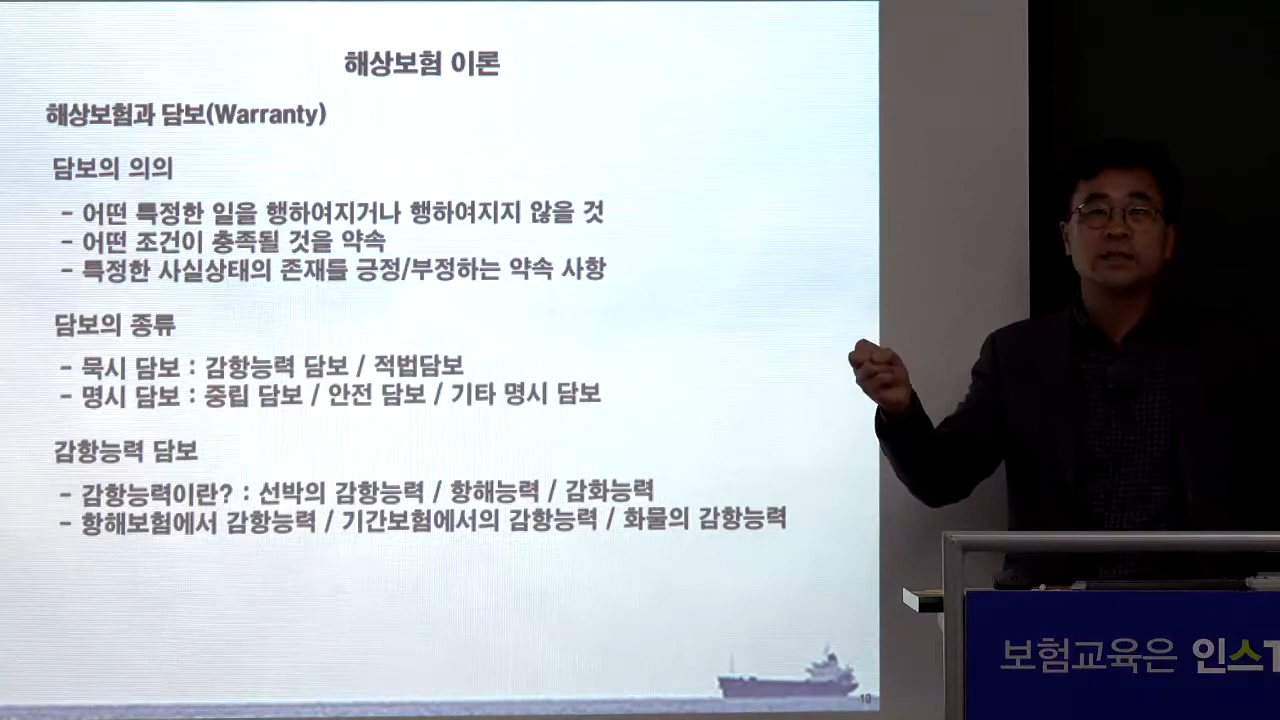 해상보험 이론
해상보험과 담보(Warranty)
담보의 의의
- 어떤 특정한 일을 행하여지거나 행하여지지 않을 것
- 어떤 조건이 충족될 것을 약속
- 특정한 사실상태의 존재를 긍정/부정하는 약속 사항
담보의 종류
- 묵시 담보 : 감항능력 담보 / 적법담보
- 명시 담보 : 중립 담보 / 안전 담보 / 기타 명시 담보
감항능력 담보
- 감항능력이란? : 선박의 감항능력 / 항해능력 / 감화능력
- 항해보험에서 감항능력 / 기간보험에서의 감항능력 / 화물의 감항능력
보험교육은 인스